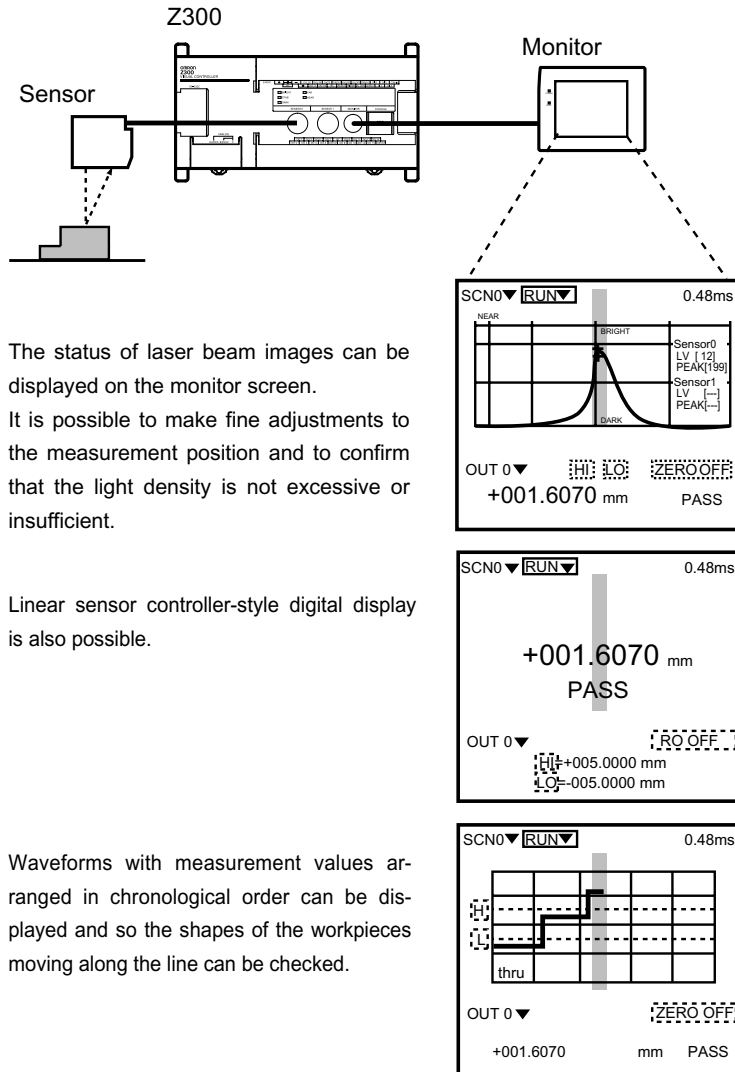 Z300
Monitor
Sensor
omron
Z300
VISUAL CONTROLLER
SCN0▼ RUN▼ 0.48ms
NEAR
BRIGHT
Sensor0
LV [ 12]
PEAK[199]
Sensor1
LV [---]
PEAK[---]
DARK
OUT 0▼ HI LO ZERO OFF
+001.6070 mm PASS
The status of laser beam images can be
displayed on the monitor screen.
It is possible to make fine adjustments to
the measurement position and to confirm
that the light density is not excessive or
insufficient.
SCN0▼ RUN▼ 0.48ms
+001.6070 mm
PASS
OUT 0▼ RO OFF
HI=+005.0000 mm
LO=-005.0000 mm
Linear sensor controller-style digital display
is also possible.
SCN0▼ RUN▼ 0.48ms
H
L
thru
OUT 0▼ ZERO OFF
+001.6070 mm PASS
Waveforms with measurement values ar-
ranged in chronological order can be dis-
played and so the shapes of the workpieces
moving along the line can be checked.